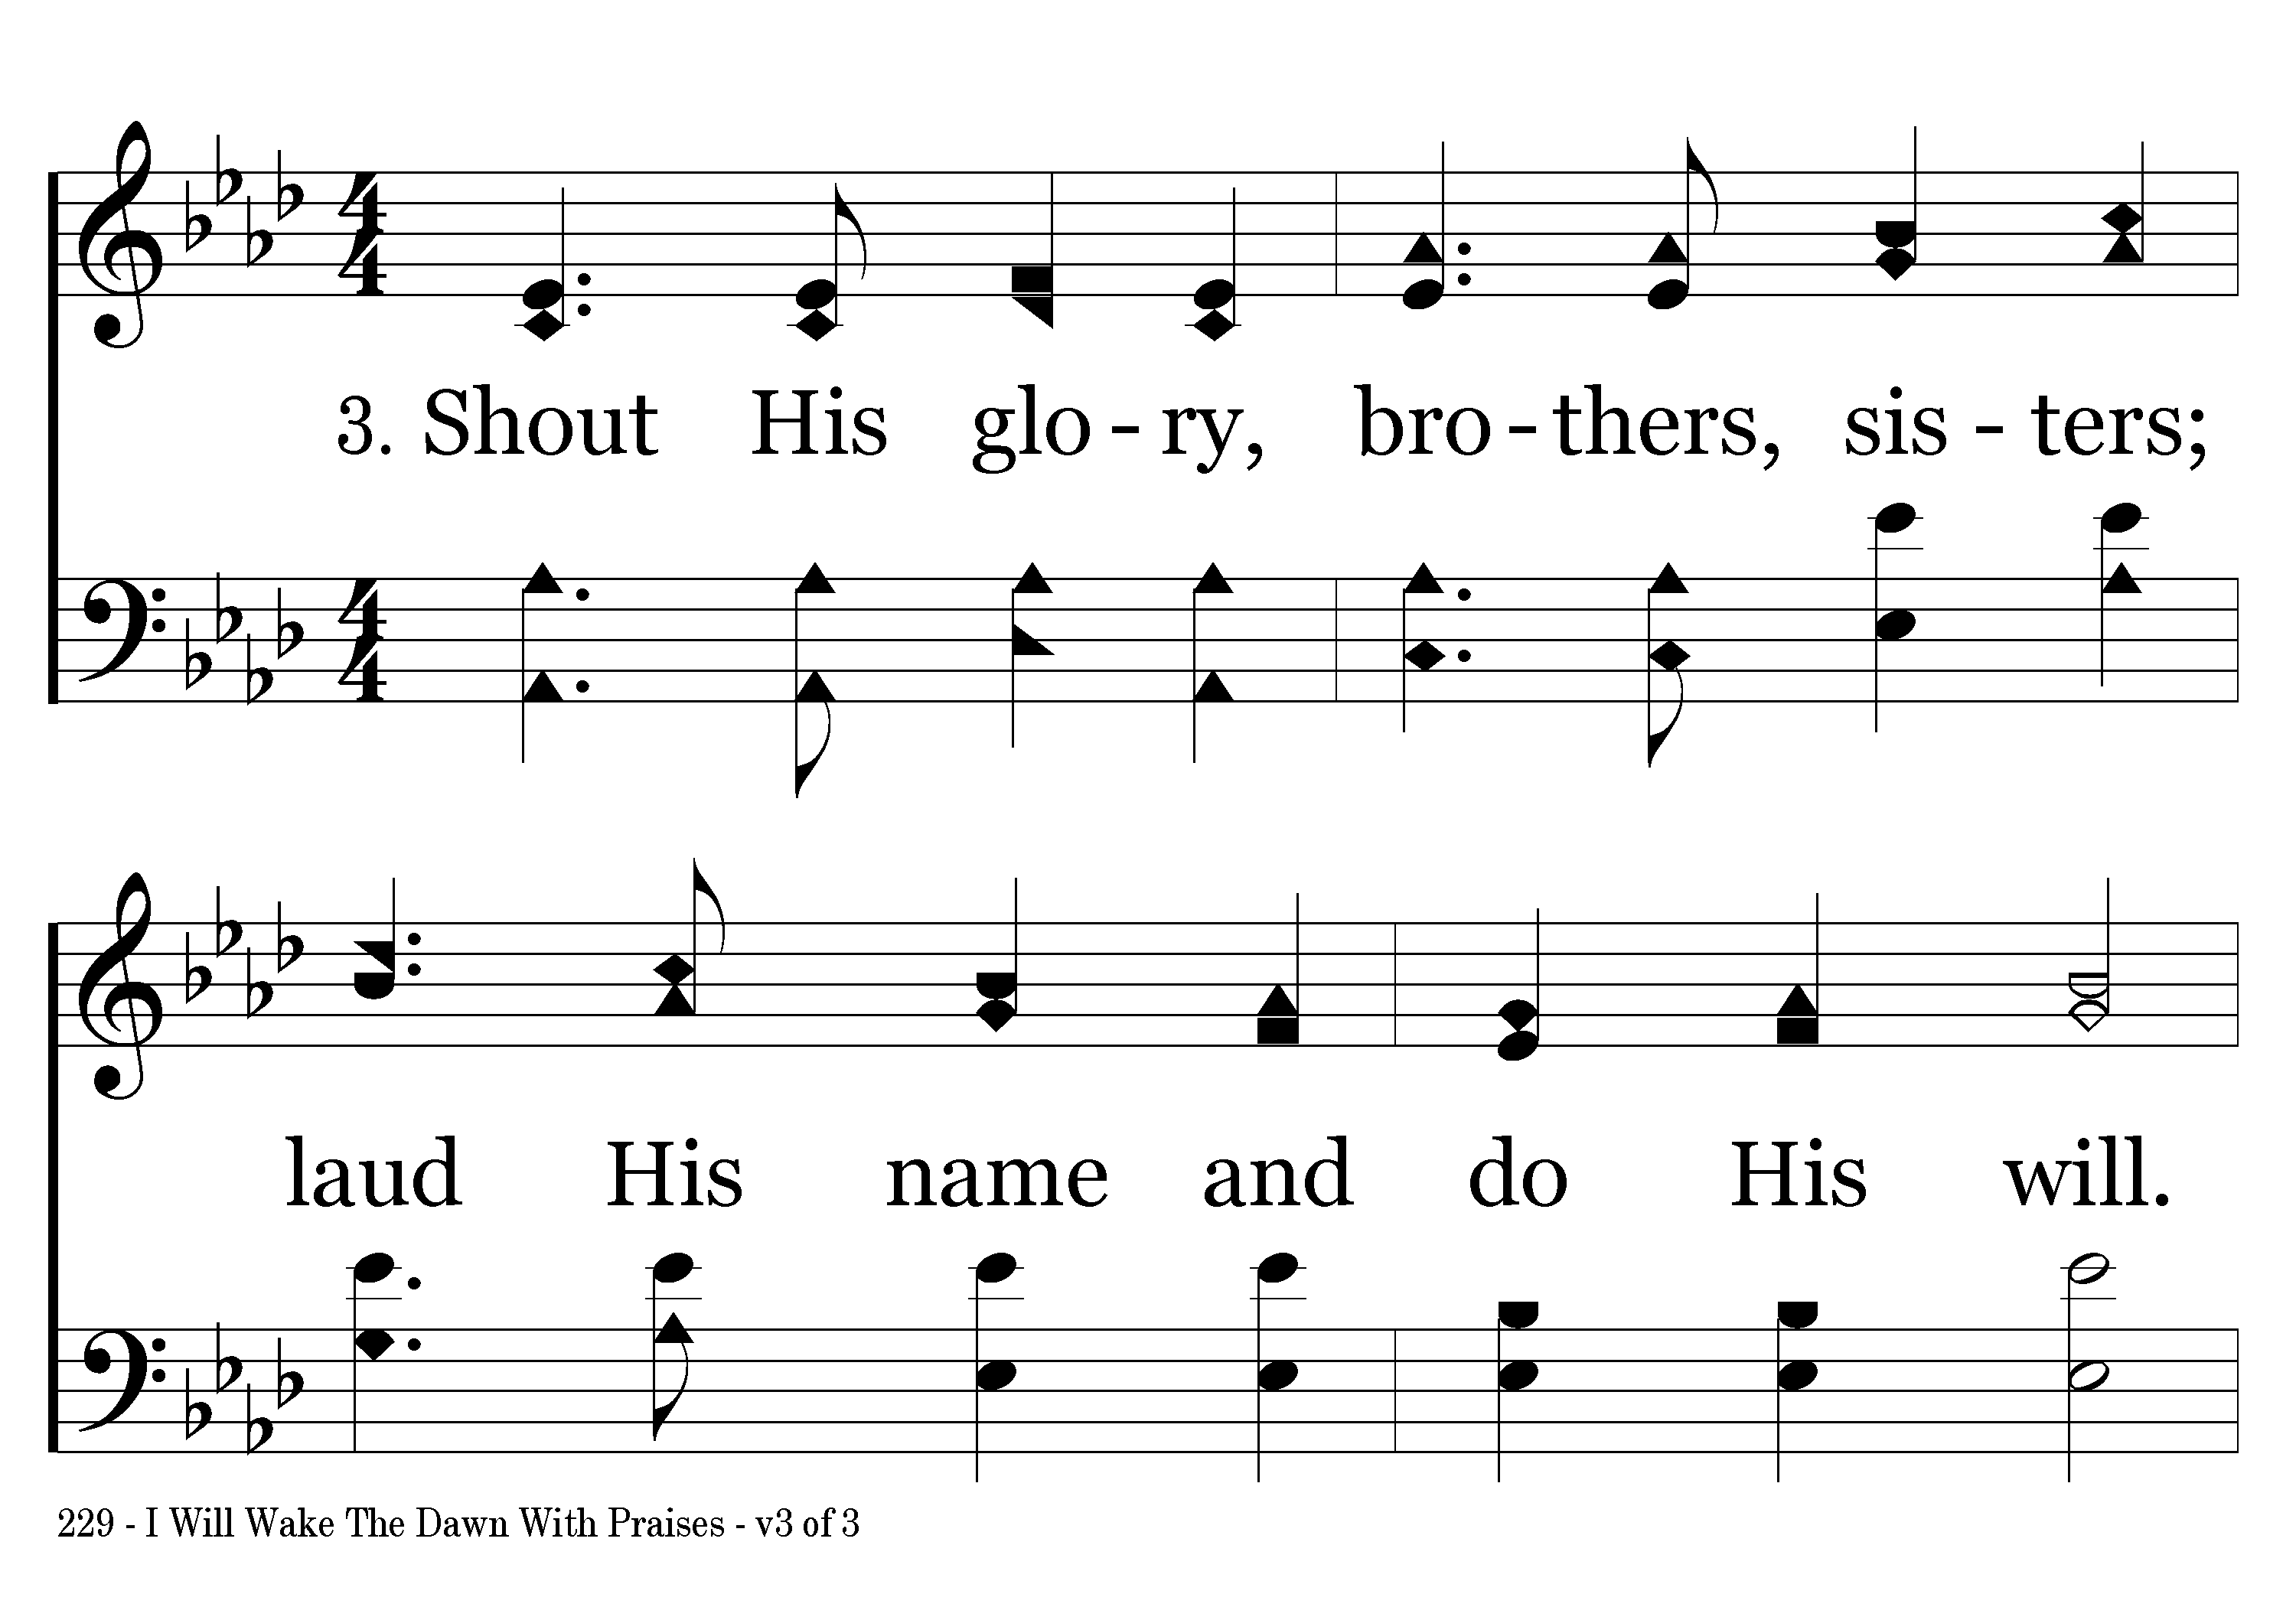 3. Shout His glo - ry, bro - thers, sis - ters;
laud His name and do His will.
229 - I Will Wake The Dawn With Praises - v3 of 3